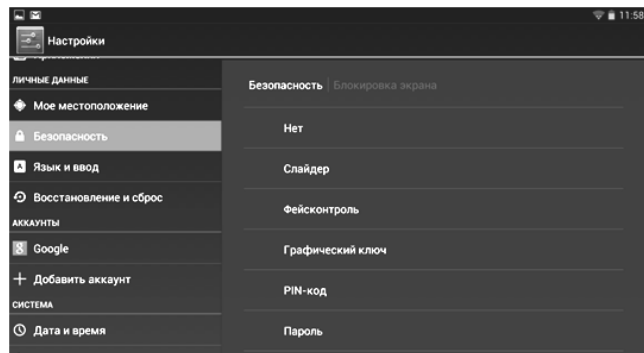 11:58
Настройки
Приложения
ЛИЧНЫЕ ДАННЫЕ
Мое местоположение
Безопасность
Язык и ввод
Восстановление и сброс
АККАУНТЫ
Google
Добавить аккаунт
СИСТЕМА
Дата и время
Безопасность Блокировка экрана
Нет
Слайдер
Фейсконтроль
Графический ключ
PIN-код
Пароль